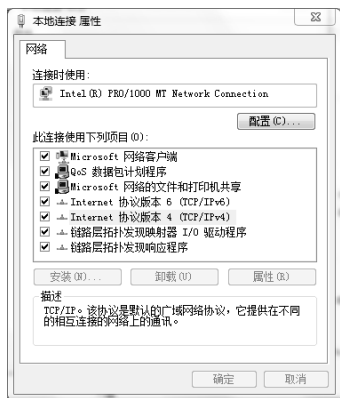 本地连接 属性
网络
连接时使用:
Intel(R) PRO/1000 MT Network Connection
配置(C)...
此连接使用下列项目(O):
Microsoft 网络客户端
QoS 数据包计划程序
Microsoft 网络的文件和打印机共享
Internet 协议版本 6 (TCP/IPv6)
Internet 协议版本 4 (TCP/IPv4)
链路层拓扑发现映射器 I/O 驱动程序
链路层拓扑发现响应程序
安装(N)... 卸载(U) 属性(R)
描述
TCP/IP。该协议是默认的广域网络协议，它提供在不同
的相互连接的网络上的通讯。
确定 取消